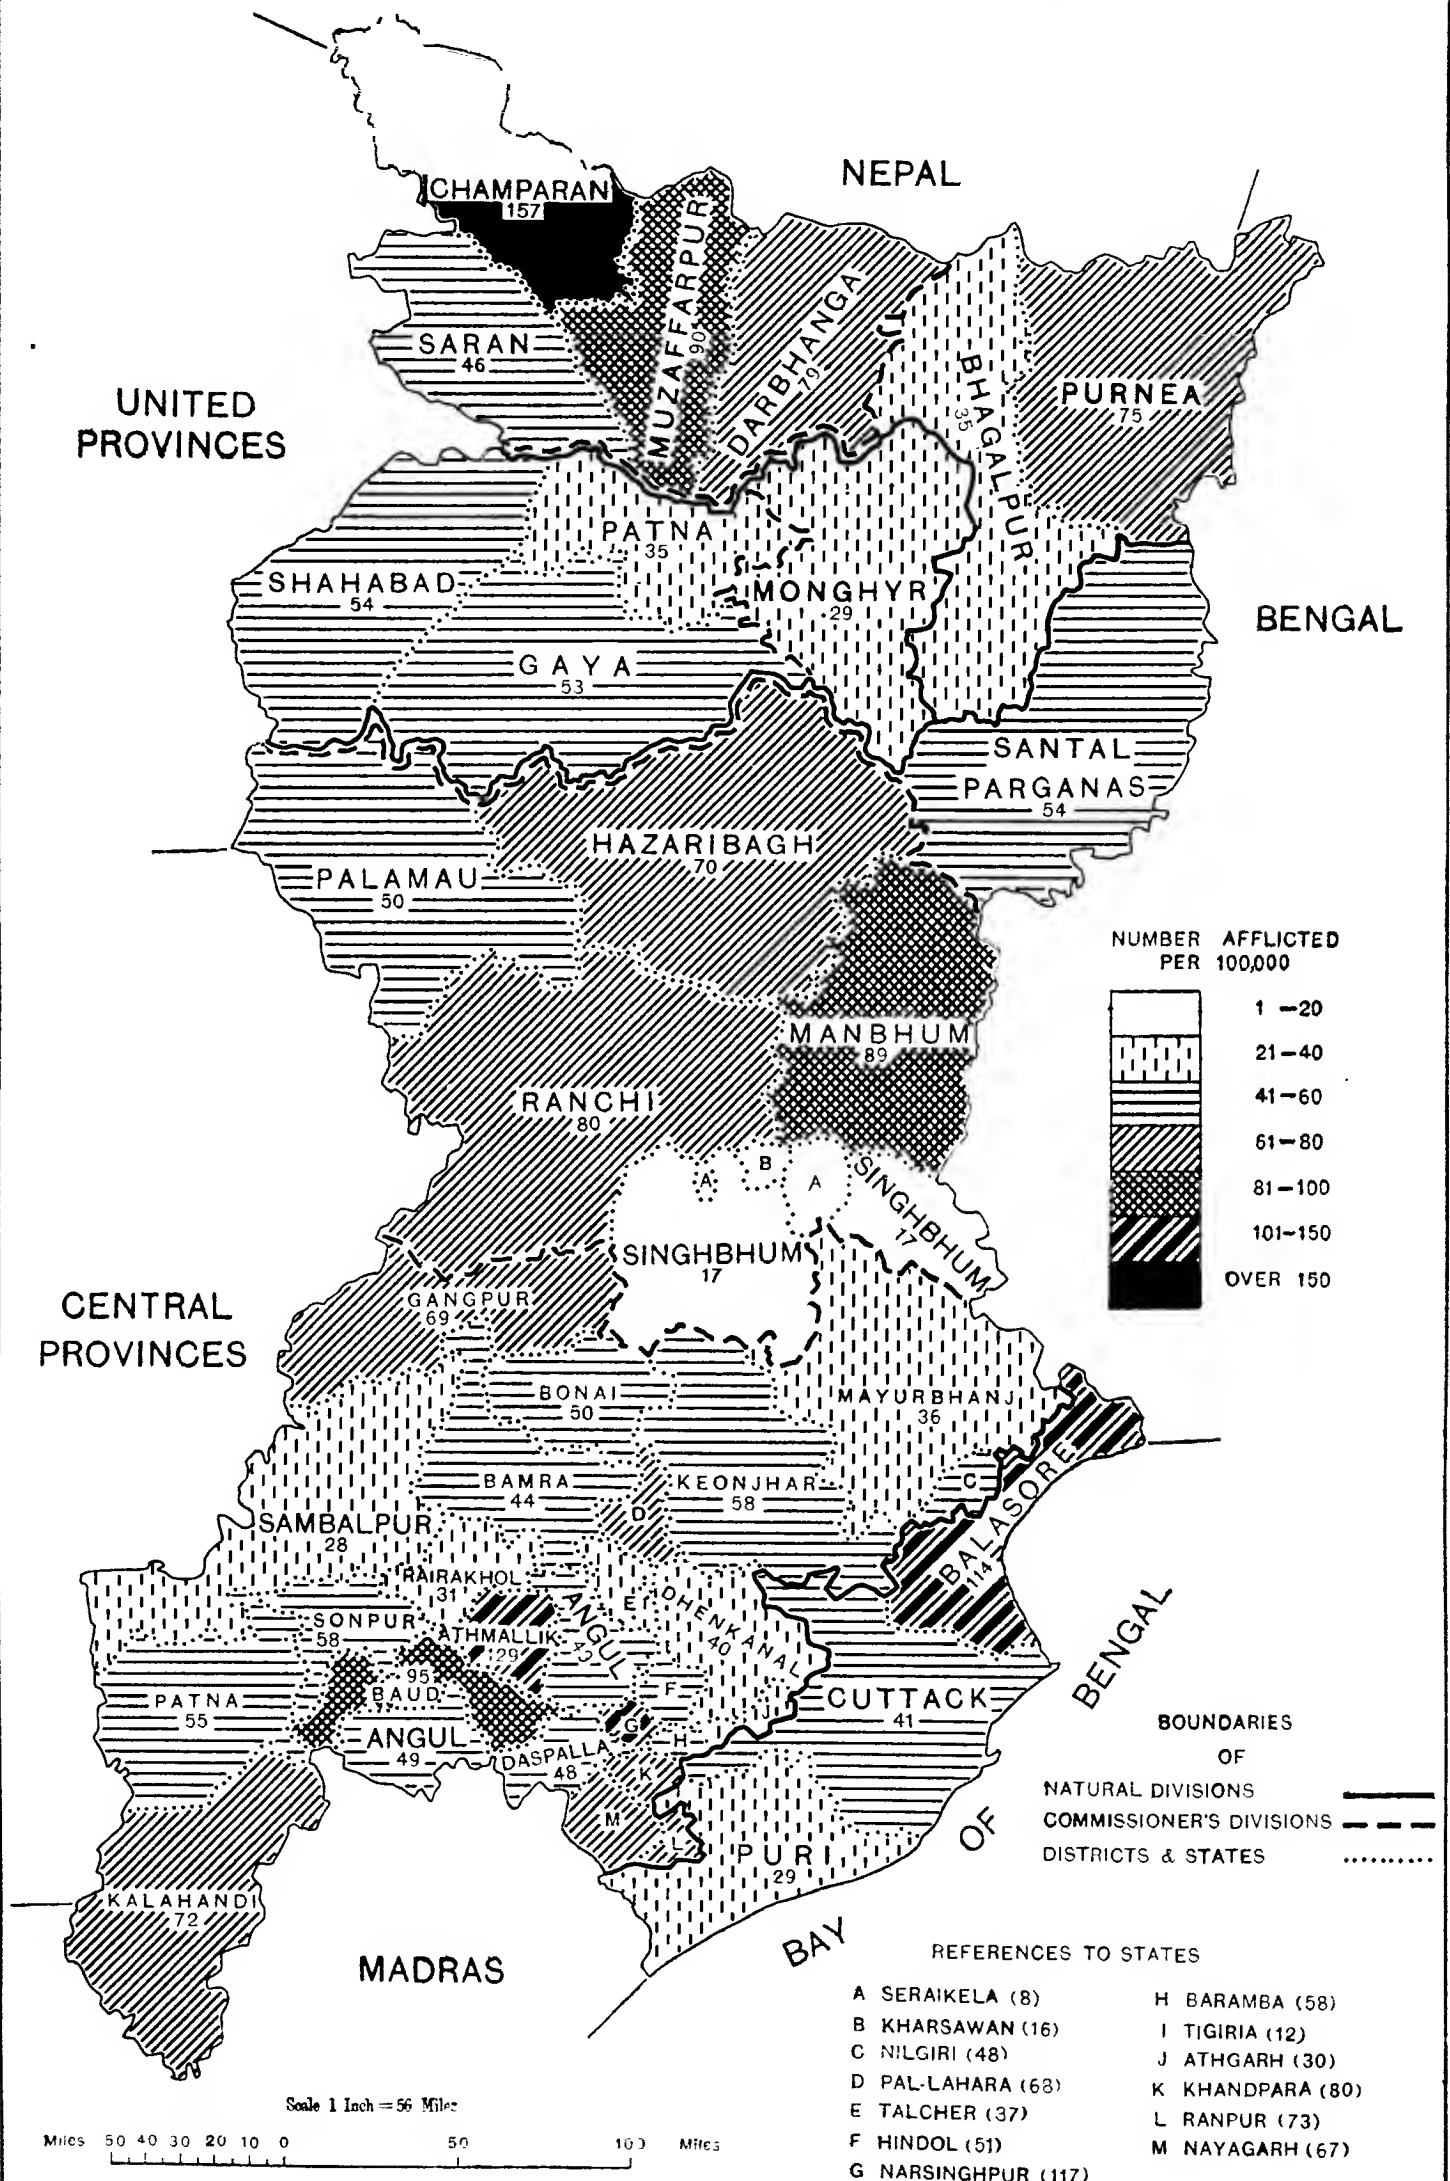 NEPAL
CHAMPARAN
157
MUZAFFARPUR
90
DARBHANGA
79
SARAN
46
BHAGALPUR
35
PURNEA
75
UNITED
PROVINCES
PATNA
35
SHAHABAD
54
MONGHYR
29
BENGAL
GAYA
53
SANTAL
PARGANAS
54
HAZARIBAGH
70
PALAMAU
50
NUMBER AFFLICTED
PER 100,000
1 — 20
21 — 40
41 — 60
61 — 80
81 — 100
101 — 150
OVER 150
MANBHUM
89
RANCHI
80
A
B
A
SINGHBHUM
17
SINGHBHUM
17
CENTRAL
PROVINCES
GANGPUR
69
BONAI
50
MAYURBHANJ
36
BAMRA
44
KEONJHAR
58
C
D
BALASORE
114
SAMBALPUR
28
RAIRAKHOL
31
SONPUR
58
ATHMALLIK
129
ANGUL
E
DHENKANAL
40
95
BAUD
F
PATNA
55
ANGUL
49
G
H
J
CUTTACK
41
DASPALLA
48
K
M
L
PURI
29
KALAHANDI
72
BAY OF BENGAL
MADRAS
BOUNDARIES
OF
NATURAL DIVISIONS
COMMISSIONER'S DIVISIONS
DISTRICTS & STATES
REFERENCES TO STATES
A SERAIKELA (8)
B KHARSAWAN (16)
C NILGIRI (48)
D PAL-LAHARA (68)
E TALCHER (37)
F HINDOL (51)
G NARSINGHPUR (117)
H BARAMBA (58)
I TIGIRIA (12)
J ATHGARH (30)
K KHANDPARA (80)
L RANPUR (73)
M NAYAGARH (67)
Scale 1 Inch = 56 Miles
Miles 50 40 30 20 10 0 50 100 Miles